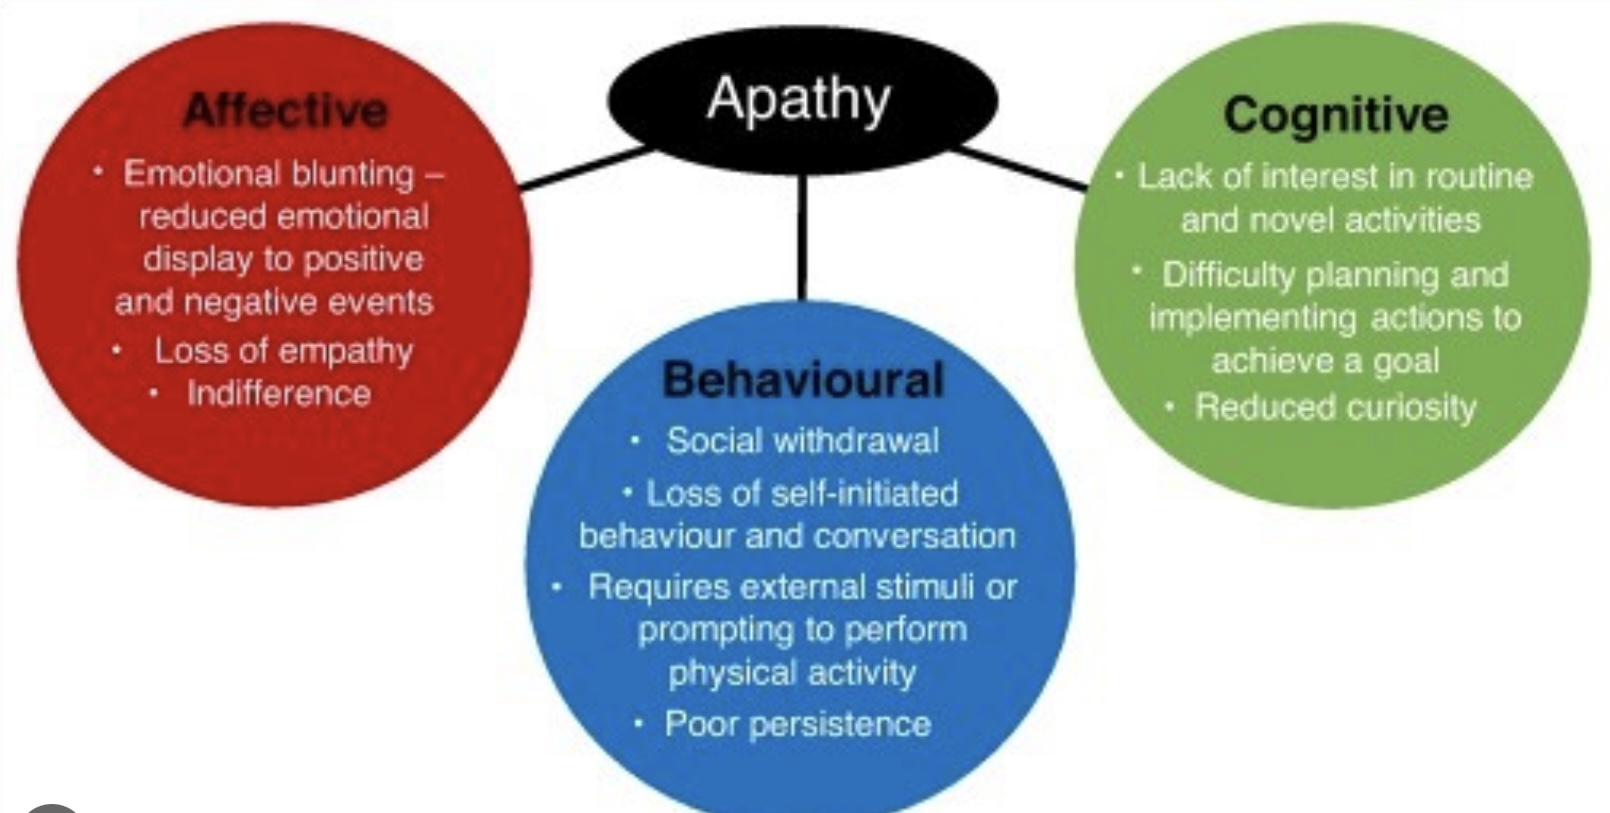 Apathy
Affective
• Emotional blunting –
reduced emotional
display to positive
and negative events
• Loss of empathy
• Indifference
Behavioural
• Social withdrawal
• Loss of self-initiated
behaviour and conversation
• Requires external stimuli or
prompting to perform
physical activity
• Poor persistence
Cognitive
• Lack of interest in routine
and novel activities
• Difficulty planning and
implementing actions to
achieve a goal
• Reduced curiosity